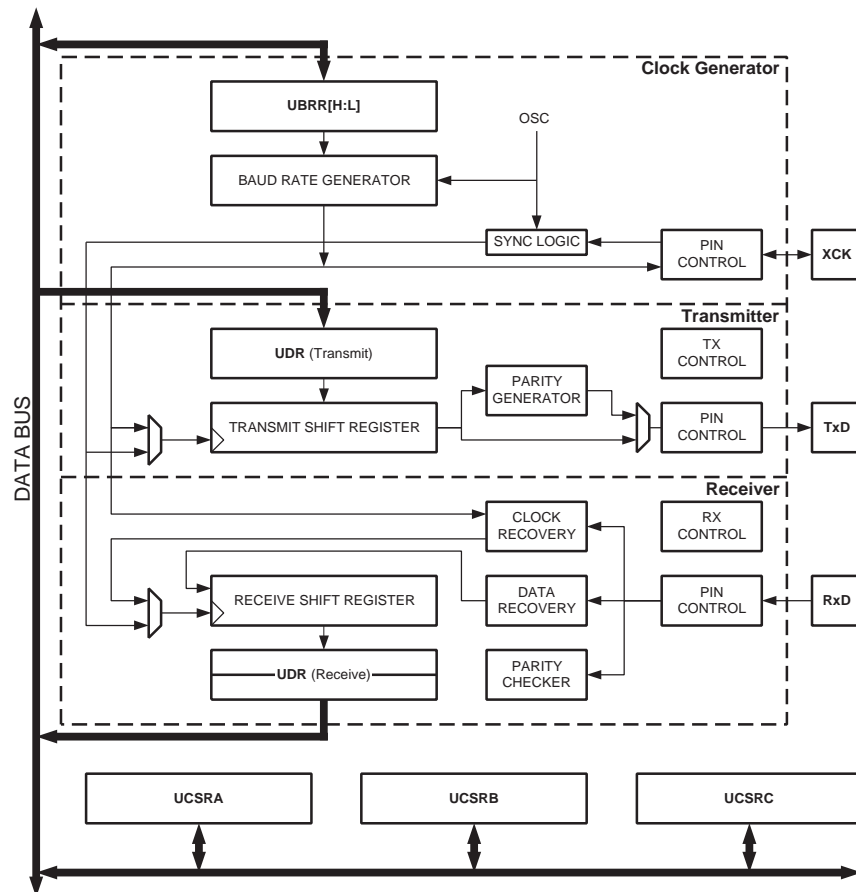 Clock Generator
UBRR[H:L]
OSC
BAUD RATE GENERATOR
SYNC LOGIC
PIN
CONTROL
XCK
Transmitter
UDR (Transmit)
TX
CONTROL
PARITY
GENERATOR
TRANSMIT SHIFT REGISTER
PIN
CONTROL
TxD
DATA BUS
Receiver
CLOCK
RECOVERY
RX
CONTROL
RECEIVE SHIFT REGISTER
DATA
RECOVERY
PIN
CONTROL
RxD
UDR (Receive)
PARITY
CHECKER
UCSRA
UCSRB
UCSRC